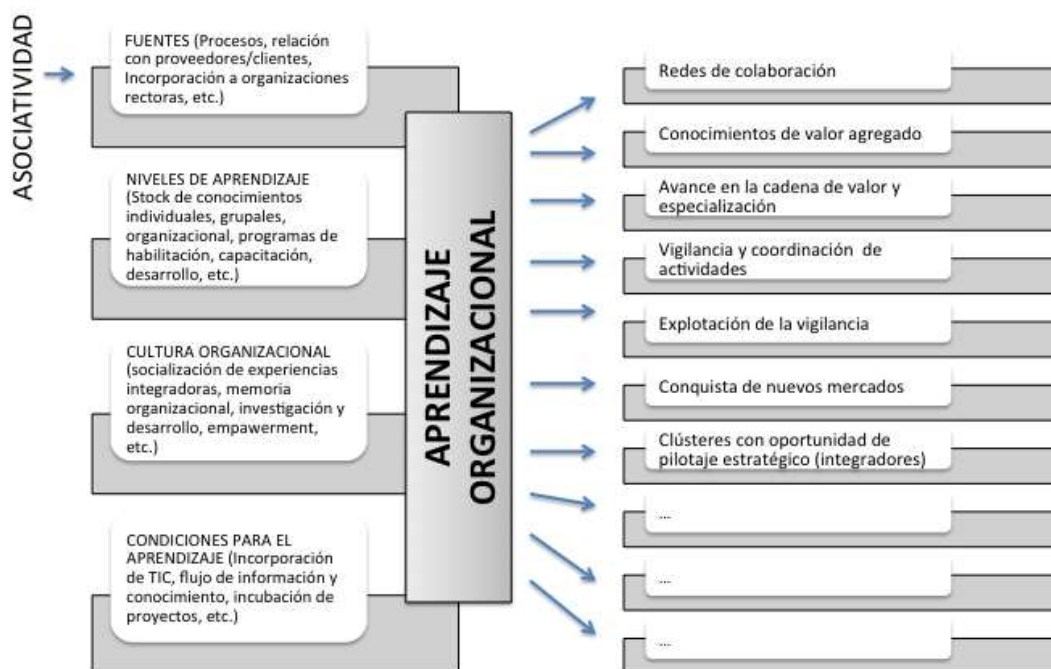 ASOCIATIVIDAD
FUENTES (Procesos, relación
con proveedores/clientes,
Incorporación a organizaciones
rectoras, etc.)
NIVELES DE APRENDIZAJE
(Stock de conocimientos
individuales, grupales,
organizacional, programas de
habilitación, capacitación,
desarrollo, etc.)
CULTURA ORGANIZACIONAL
(socialización de experiencias
integradoras, memoria
organizacional, investigación y
desarrollo, empawerment,
etc.)
CONDICIONES PARA EL
APRENDIZAJE (Incorporación
de TIC, flujo de información y
conocimiento, incubación de
proyectos, etc.)
APRENDIZAJE
ORGANIZACIONAL
Redes de colaboración
Conocimientos de valor agregado
Avance en la cadena de valor y
especialización
Vigilancia y coordinación de
actividades
Explotación de la vigilancia
Conquista de nuevos mercados
Clústeres con oportunidad de
pilotaje estratégico (integradores)
...
...
...